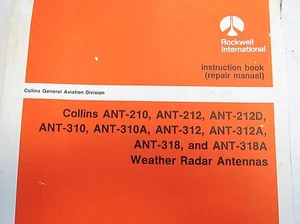 Rockwell
International
instruction book
(repair manual)
Collins General Aviation Division
Collins ANT-210, ANT-212, ANT-212D,
ANT-310, ANT-310A, ANT-312, ANT-312A,
ANT-318, and ANT-318A
Weather Radar Antennas